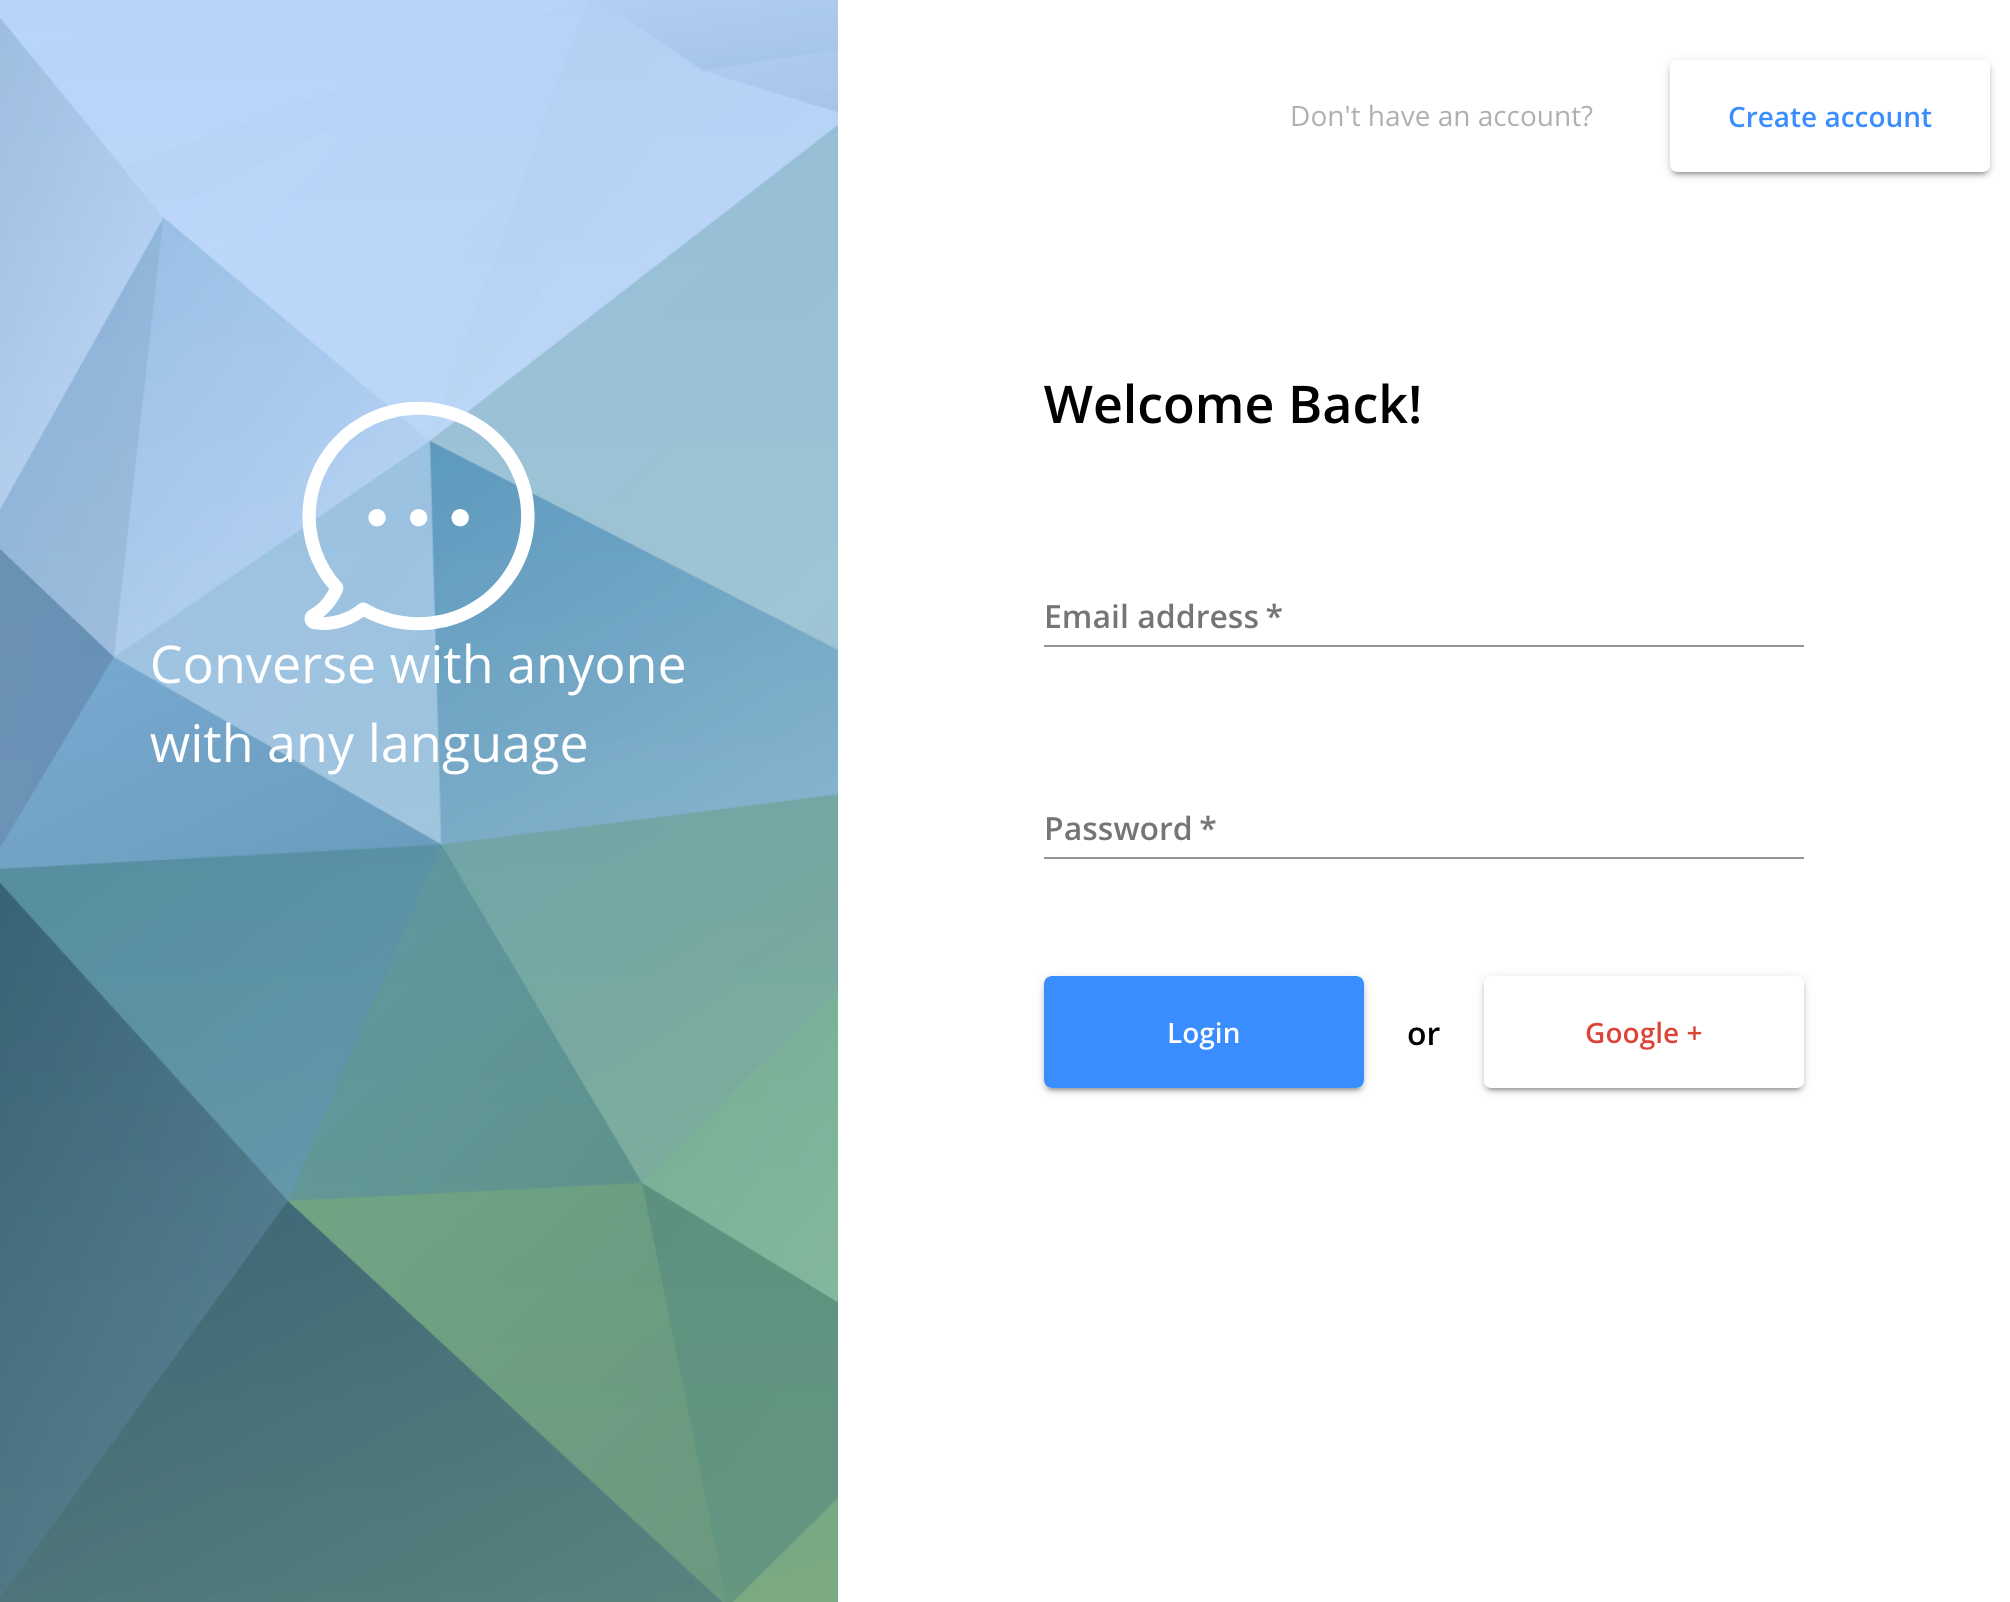 Converse with anyone
with any language
Don't have an account?
Create account
Welcome Back!
Email address *
Password *
Login
or
Google +